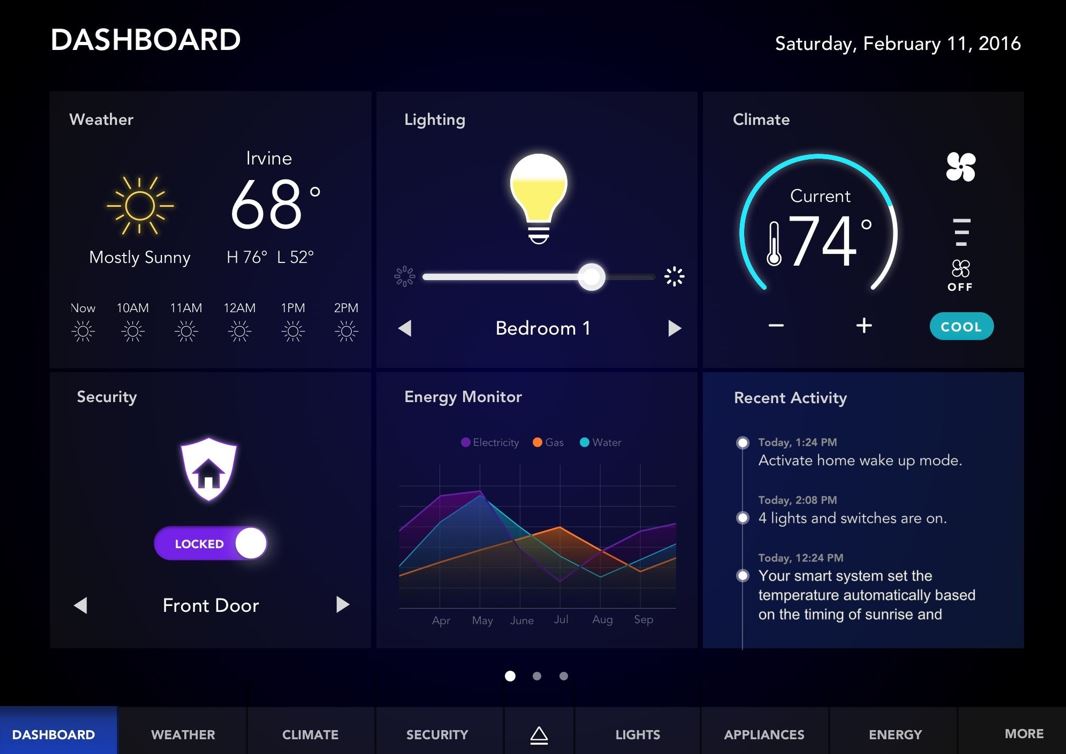 DASHBOARD
Saturday, February 11, 2016
Weather
Irvine
68°
Mostly Sunny
H 76° L 52°
Now 10AM 11AM 12AM 1PM 2PM
Lighting
Bedroom 1
Climate
Current
74°
OFF
− +
COOL
Security
LOCKED
Front Door
Energy Monitor
Electricity Gas Water
Apr May June Jul Aug Sep
Recent Activity
Today, 1:24 PM
Activate home wake up mode.
Today, 2:08 PM
4 lights and switches are on.
Today, 12:24 PM
Your smart system set the
temperature automatically based
on the timing of sunrise and
DASHBOARD WEATHER CLIMATE SECURITY LIGHTS APPLIANCES ENERGY MORE